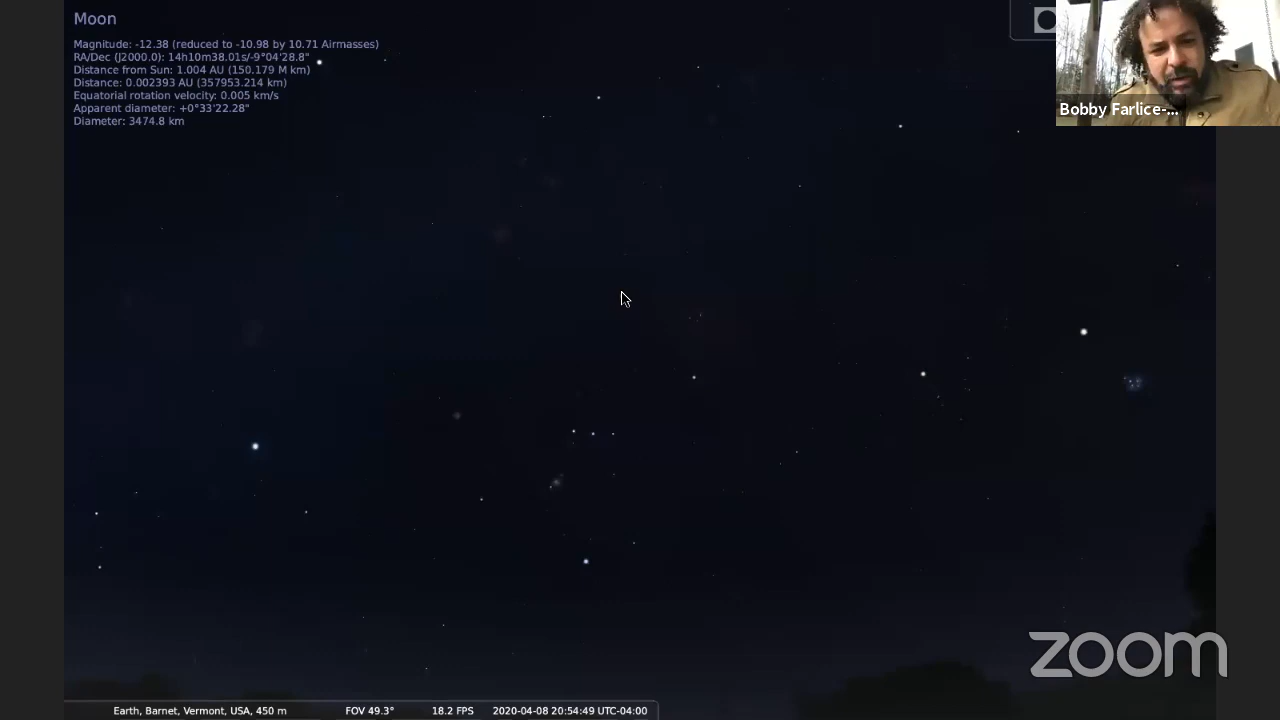 Moon
Magnitude: -12.38 (reduced to -10.98 by 10.71 Airmasses)
RA/Dec (J2000.0): 14h10m38.01s/-9°04'28.8"
Distance from Sun: 1.004 AU (150.179 M km)
Distance: 0.002393 AU (357953.214 km)
Equatorial rotation velocity: 0.005 km/s
Apparent diameter: +0°33'22.28"
Diameter: 3474.8 km
Bobby Farlice-...
zoom
Earth, Barnet, Vermont, USA, 450 m FOV 49.3° 18.2 FPS 2020-04-08 20:54:49 UTC-04:00